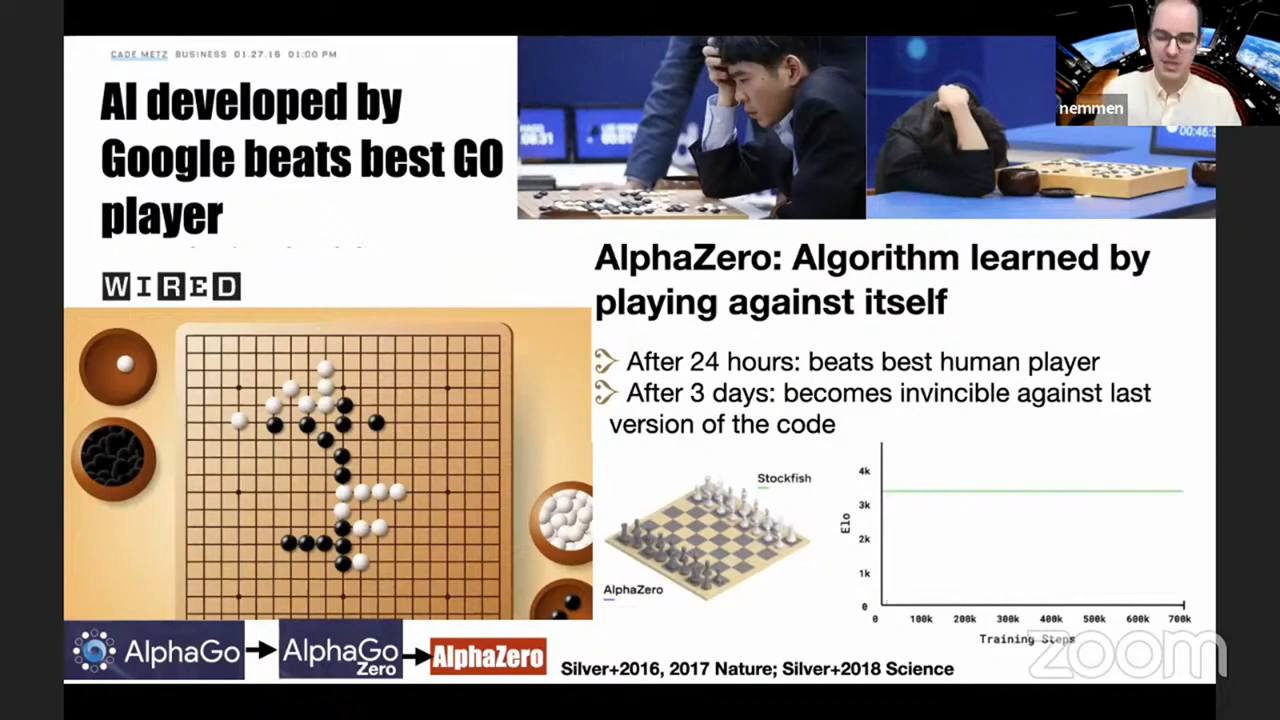 CADE METZ BUSINESS 01.27.16 01:00 PM
AI developed by
Google beats best GO
player
WIRED
nemmen
00:46:5
AlphaZero: Algorithm learned by
playing against itself
After 24 hours: beats best human player
After 3 days: becomes invincible against last
version of the code
Stockfish
AlphaZero
Elo
4k
3k
2k
1k
0
0 100k 200k 300k 400k 500k 600k 700k
Training Steps
AlphaGo
AlphaGo
Zero
AlphaZero
Silver+2016, 2017 Nature; Silver+2018 Science
zoom